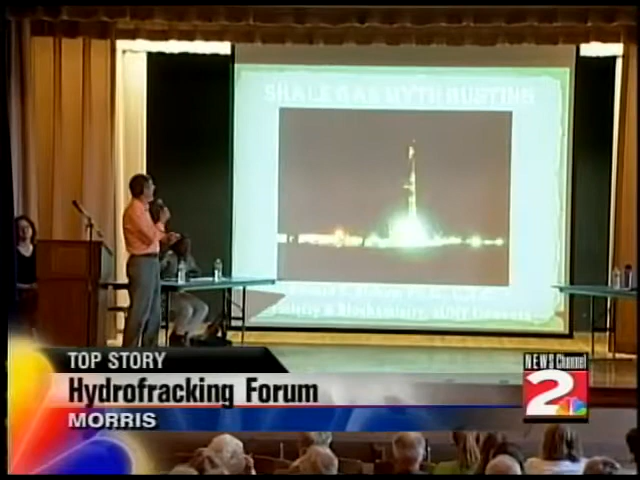 SHALE GAS MYTH BUSTING
TOP STORY
Hydrofracking Forum
MORRIS
NEWS Channel
2